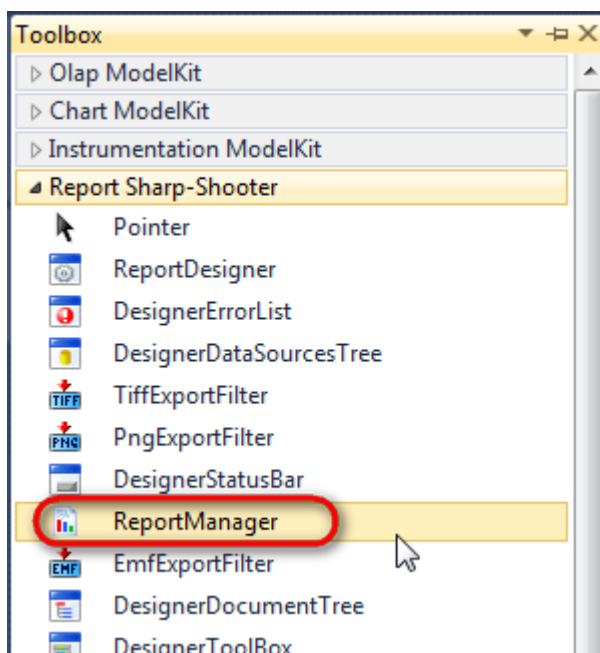 Toolbox
Olap ModelKit
Chart ModelKit
Instrumentation ModelKit
Report Sharp-Shooter
Pointer
ReportDesigner
DesignerErrorList
DesignerDataSourcesTree
TIFF TiffExportFilter
PNG PngExportFilter
DesignerStatusBar
ReportManager
EMF EmfExportFilter
DesignerDocumentTree
DesignerToolBox